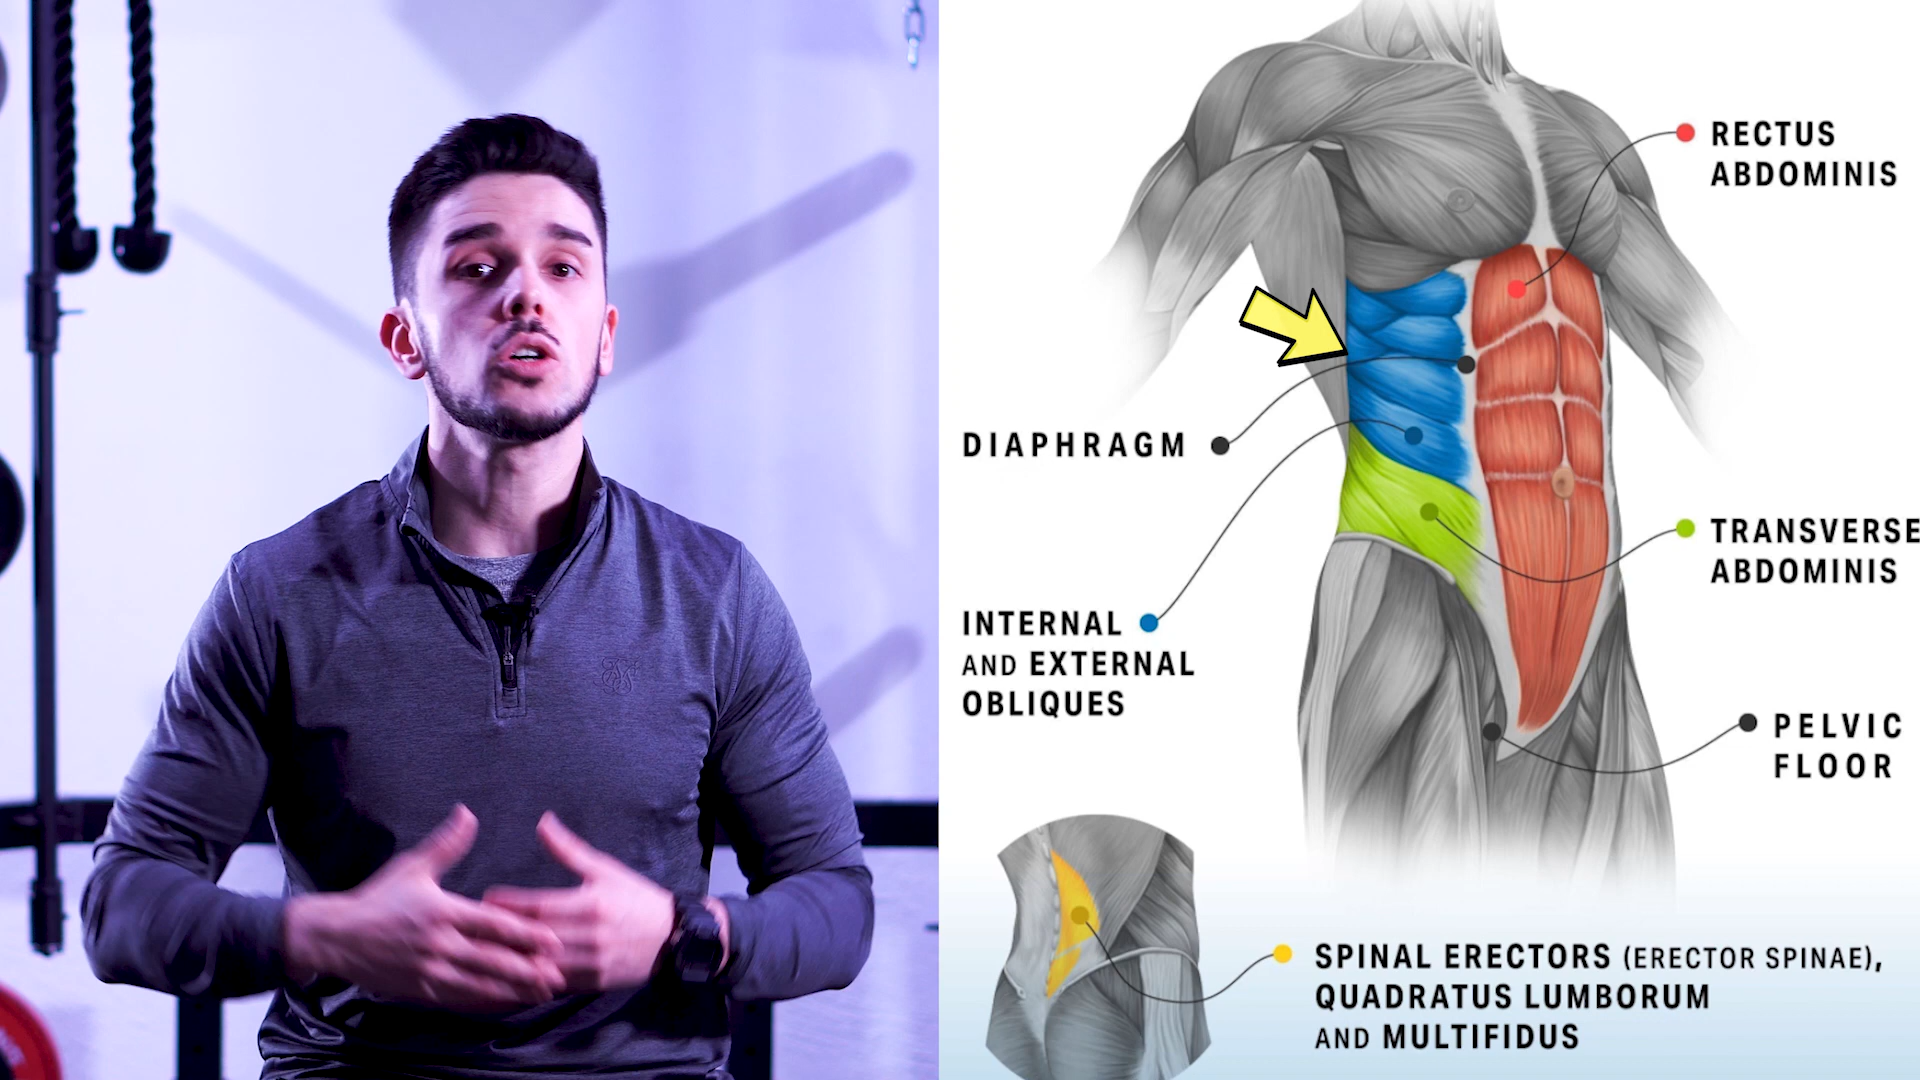 RECTUS
ABDOMINIS
DIAPHRAGM
TRANSVERSE
ABDOMINIS
INTERNAL
AND EXTERNAL
OBLIQUES
PELVIC
FLOOR
SPINAL ERECTORS (ERECTOR SPINAE),
QUADRATUS LUMBORUM
AND MULTIFIDUS